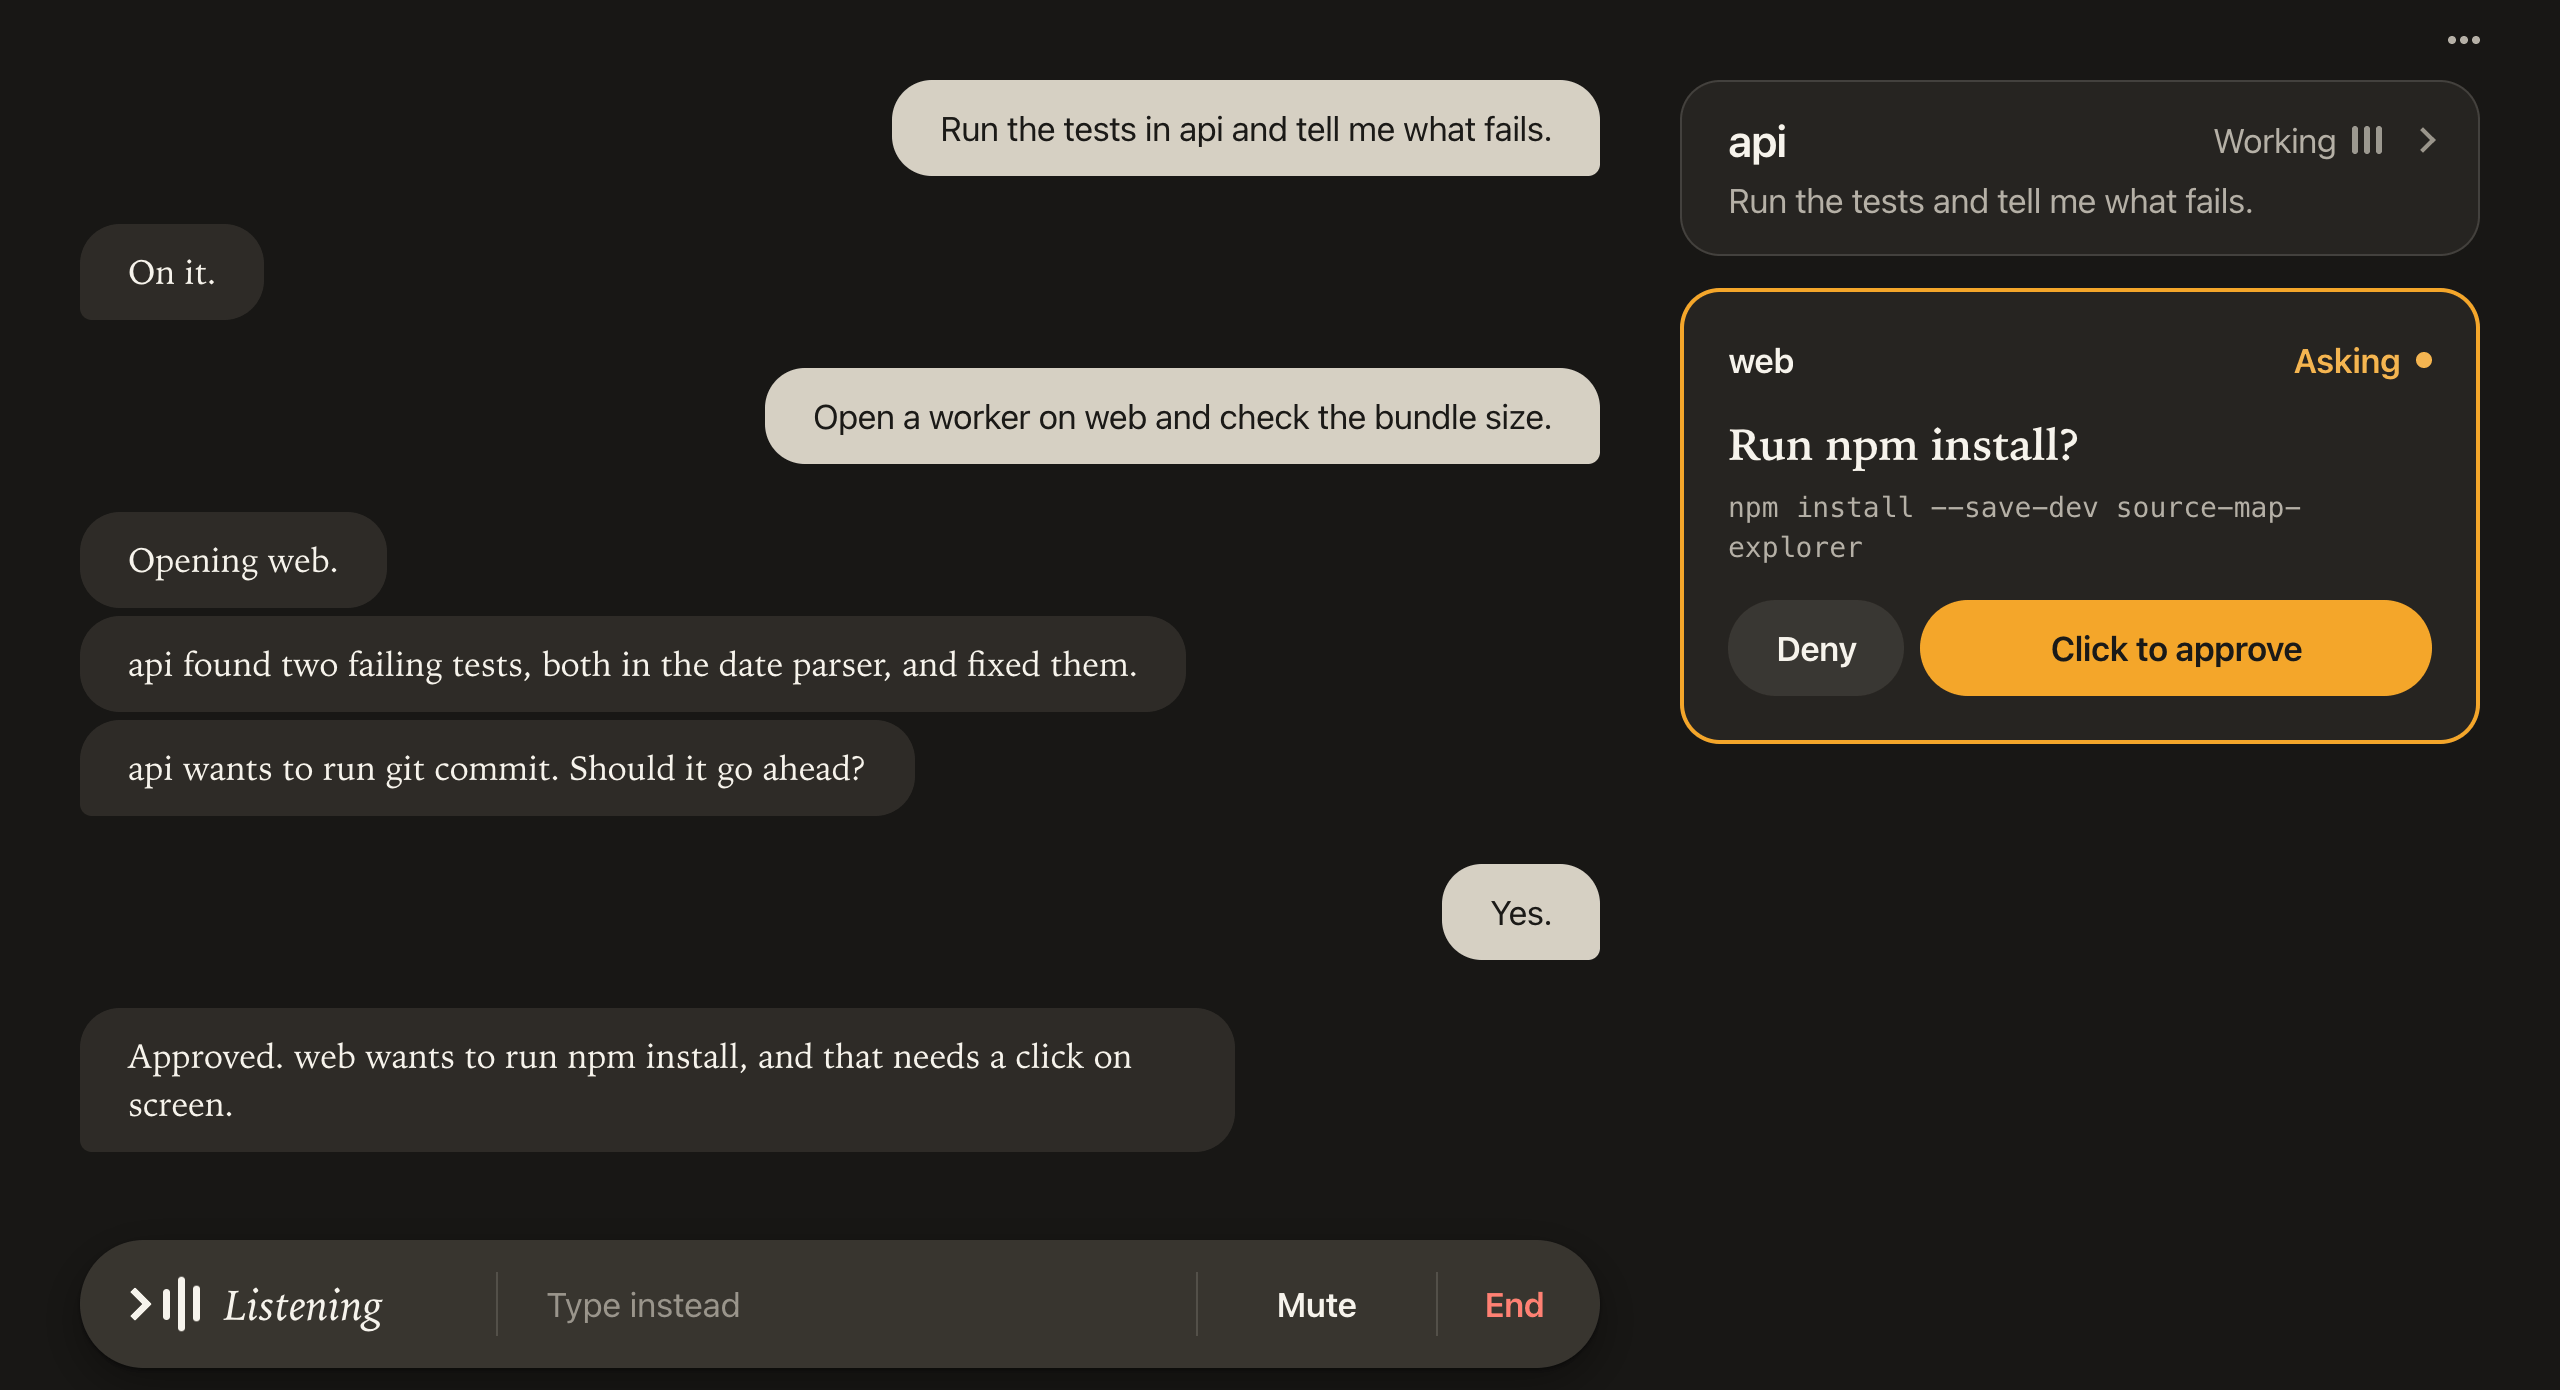 Run the tests in api and tell me what fails.
On it.
Open a worker on web and check the bundle size.
Opening web.
api found two failing tests, both in the date parser, and fixed them.
api wants to run git commit. Should it go ahead?
Yes.
Approved. web wants to run npm install, and that needs a click on
screen.
Listening
Type instead
Mute
End
api
Working
Run the tests and tell me what fails.
web
Asking
Run npm install?
npm install --save-dev source-map-
explorer
Deny
Click to approve